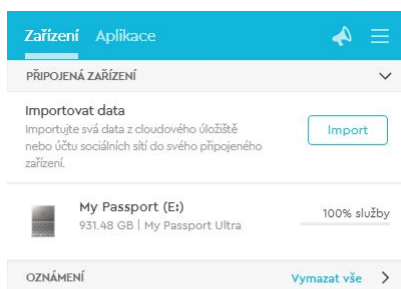 Zařízení Aplikace
PŘIPOJENÁ ZAŘÍZENÍ
Importovat data
Importujte svá data z cloudového úložiště
nebo účtu sociálních sítí do svého připojeného
zařízení.
Import
My Passport (E:)
931.48 GB | My Passport Ultra
100% služby
OZNÁMENÍ Vymazat vše